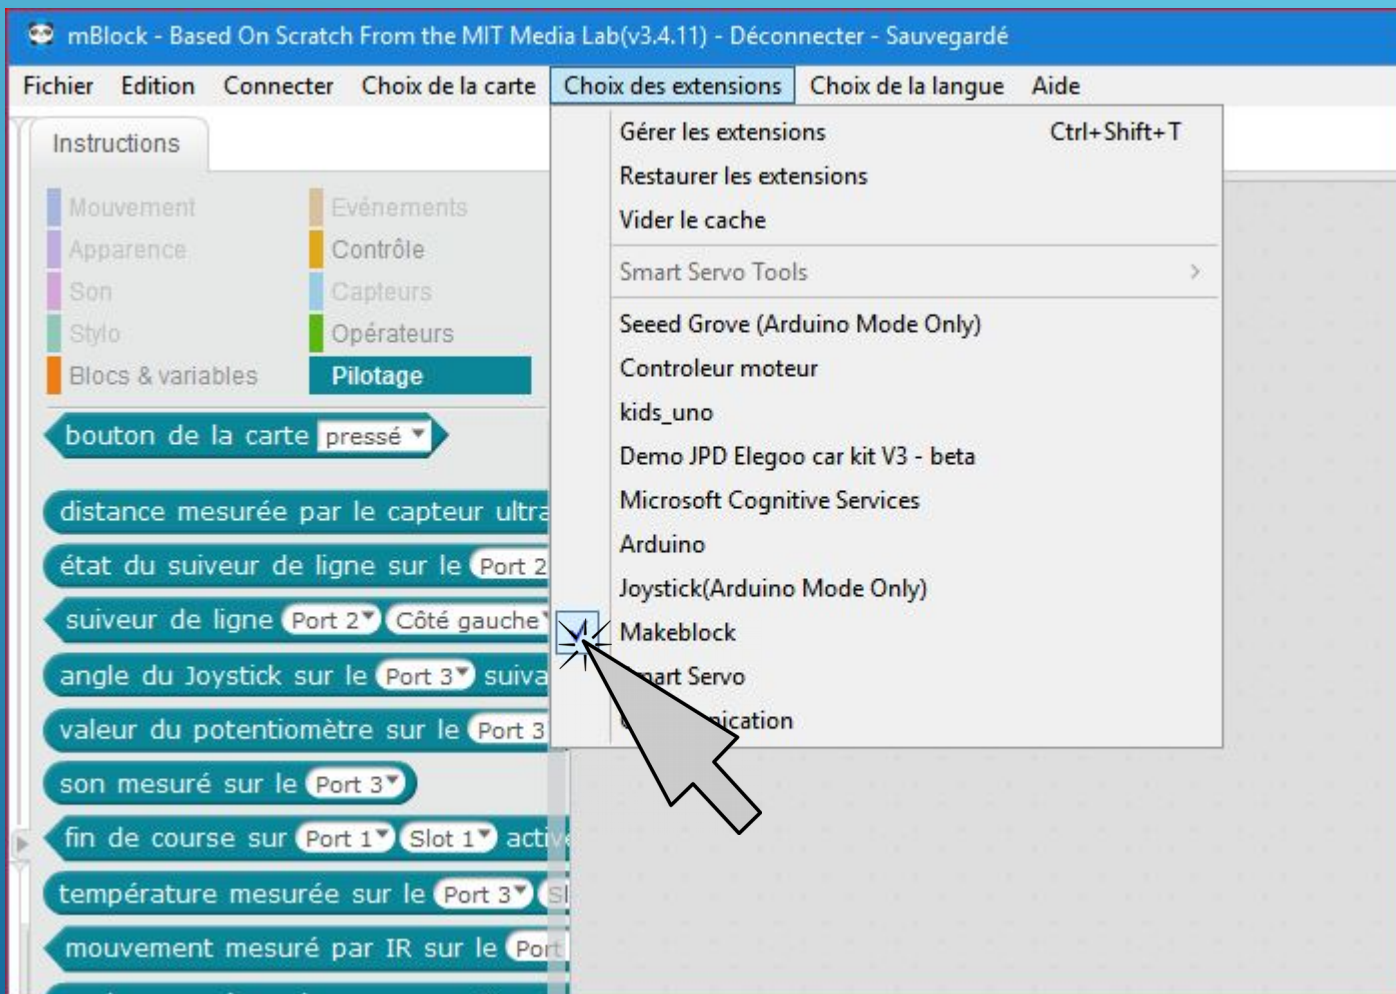 mBlock - Based On Scratch From the MIT Media Lab(v3.4.11) - Déconnecter - Sauvegardé
Fichier Edition Connecter Choix de la carte Choix des extensions Choix de la langue Aide
Instructions
Mouvement Evénements
Apparence Contrôle
Son Capteurs
Stylo Opérateurs
Blocs & variables Pilotage
bouton de la carte pressé
distance mesurée par le capteur ultra
état du suiveur de ligne sur le Port 2
suiveur de ligne Port 2 Côté gauche
angle du Joystick sur le Port 3 suiva
valeur du potentiomètre sur le Port 3
son mesuré sur le Port 3
fin de course sur Port 1 Slot 1 activé
température mesurée sur le Port 3 Sl
mouvement mesuré par IR sur le Port
Gérer les extensions Ctrl+Shift+T
Restaurer les extensions
Vider le cache
Smart Servo Tools
Seeed Grove (Arduino Mode Only)
Controleur moteur
kids_uno
Demo JPD Elegoo car kit V3 - beta
Microsoft Cognitive Services
Arduino
Joystick(Arduino Mode Only)
Makeblock
Smart Servo